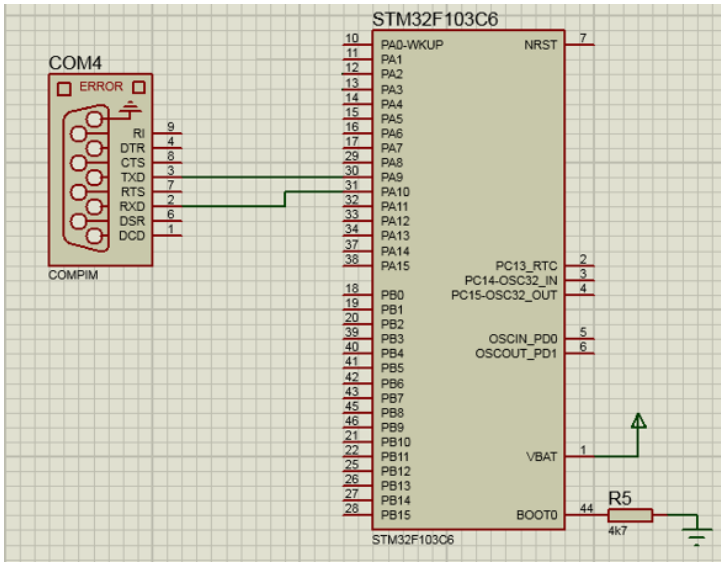 STM32F103C6
COM4
ERROR
RI 9
DTR 4
CTS 8
TXD 3
RTS 7
RXD 2
DSR 6
DCD 1
COMPIM
10 PA0-WKUP
11 PA1
12 PA2
13 PA3
14 PA4
15 PA5
16 PA6
17 PA7
29 PA8
30 PA9
31 PA10
32 PA11
33 PA12
34 PA13
37 PA14
38 PA15
18 PB0
19 PB1
20 PB2
39 PB3
40 PB4
41 PB5
42 PB6
43 PB7
45 PB8
46 PB9
21 PB10
22 PB11
25 PB12
26 PB13
27 PB14
28 PB15
NRST 7
PC13_RTC 2
PC14-OSC32_IN 3
PC15-OSC32_OUT 4
OSCIN_PD0 5
OSCOUT_PD1 6
VBAT 1
BOOT0 44
R5
4k7
STM32F103C6